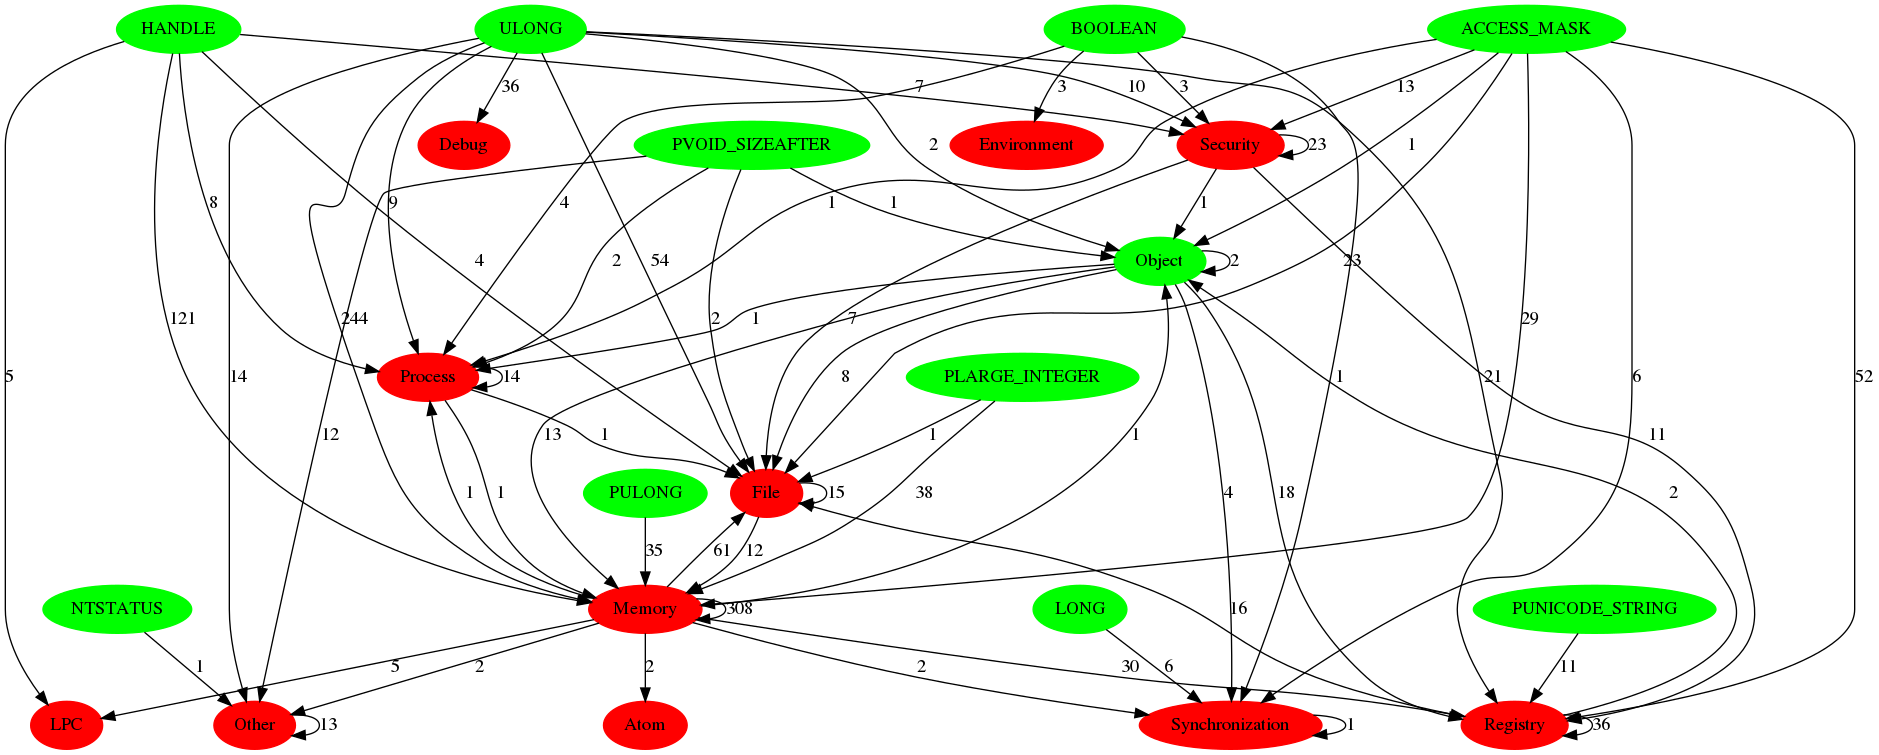 HANDLE ULONG BOOLEAN ACCESS_MASK
36 7 10 3 3 13
Debug PVOID_SIZEAFTER Environment Security 23
2 1
8 9 4 2 1 1 1
4 2 54 Object 2 23
121 244 2 1 7 29
5 14 Process 14 8 PLARGE_INTEGER 1 21 6 52
12 13 1 1 1 11
1 1 PULONG File 15 38 4 18 2
35 61 12
NTSTATUS Memory 308 LONG 16 PUNICODE_STRING
1 5 2 2 2 30 6 11
LPC Other 13 Atom Synchronization 1 Registry 36